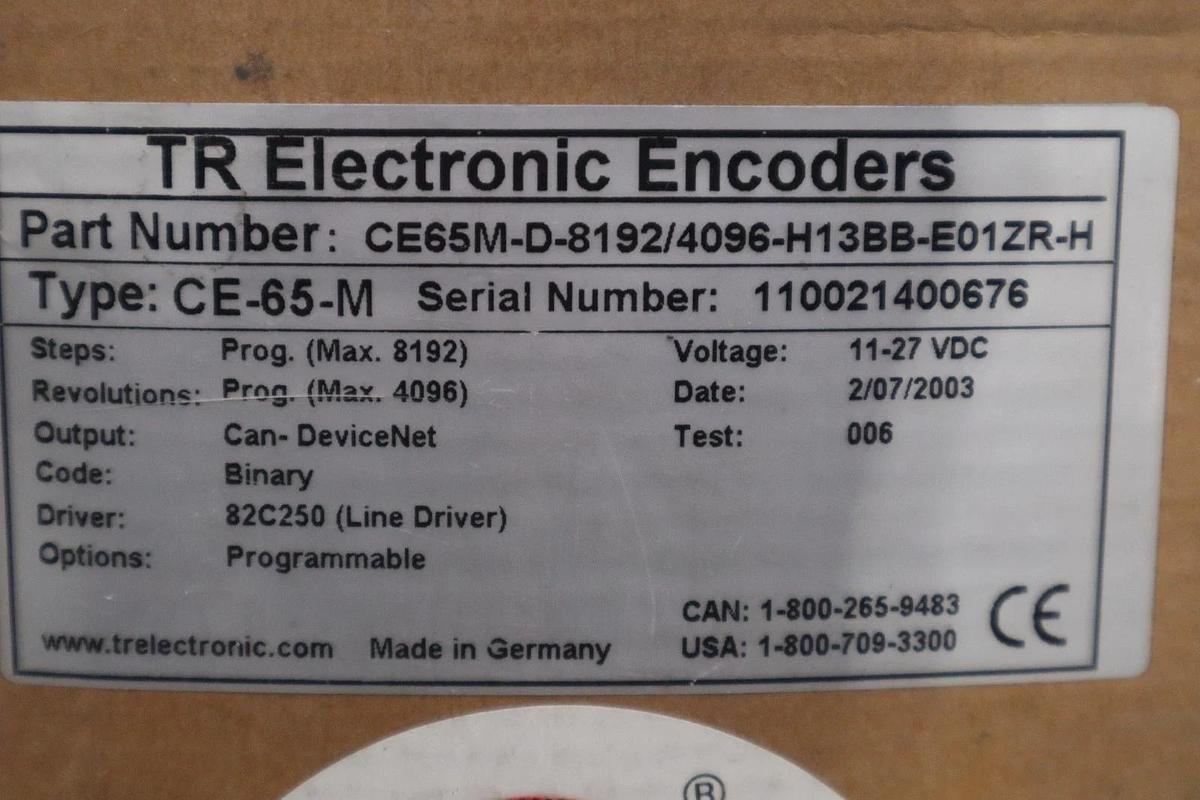 TR Electronic Encoders
Part Number: CE65M-D-8192/4096-H13BB-E01ZR-H
Type: CE-65-M Serial Number: 110021400676
Steps: Prog. (Max. 8192) Voltage: 11-27 VDC
Revolutions: Prog. (Max. 4096) Date: 2/07/2003
Output: Can- DeviceNet Test: 006
Code: Binary
Driver: 82C250 (Line Driver)
Options: Programmable
CAN: 1-800-265-9483
www.trelectronic.com Made in Germany USA: 1-800-709-3300 CE
®